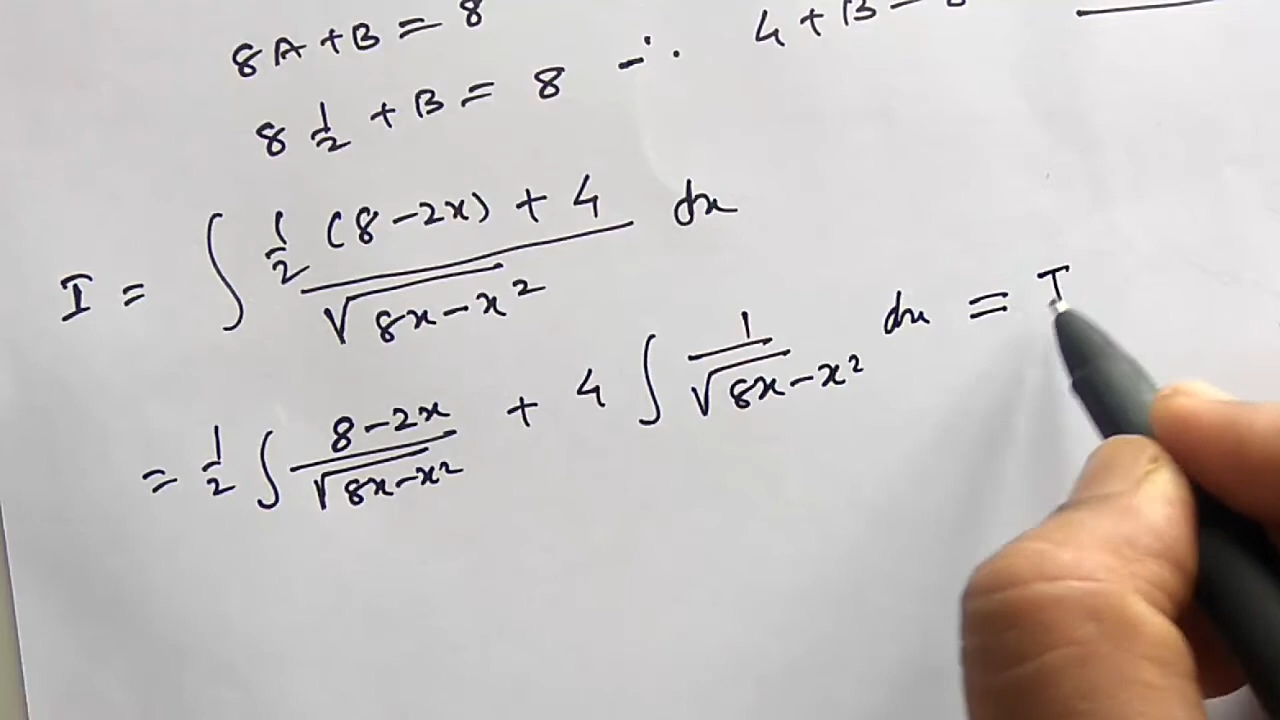 8A + B = 8
8 1/2 + B = 8 ∴ 4 + B =
I = ∫ (1/2 (8 - 2x) + 4) / √(8x - x²) dx
= 1/2 ∫ (8 - 2x) / √(8x - x²) + 4 ∫ 1 / √(8x - x²) dx = I